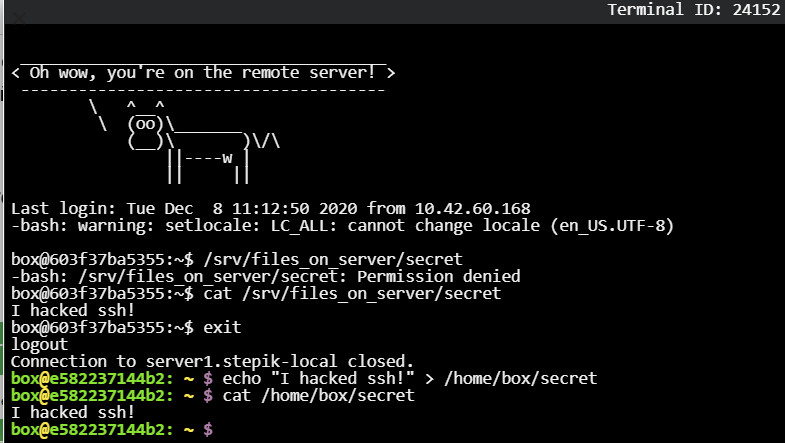 Terminal ID: 24152
 _____________________________________
< Oh wow, you're on the remote server! >
 -------------------------------------
        \   ^__^
         \  (oo)\_______
            (__)\       )\/\
                ||----w |
                ||     ||
Last login: Tue Dec  8 11:12:50 2020 from 10.42.60.168
-bash: warning: setlocale: LC_ALL: cannot change locale (en_US.UTF-8)
box@603f37ba5355:~$ /srv/files_on_server/secret
-bash: /srv/files_on_server/secret: Permission denied
box@603f37ba5355:~$ cat /srv/files_on_server/secret
I hacked ssh!
box@603f37ba5355:~$ exit
logout
Connection to server1.stepik-local closed.
box@e582237144b2: ~ $ echo "I hacked ssh!" > /home/box/secret
box@e582237144b2: ~ $ cat /home/box/secret
I hacked ssh!
box@e582237144b2: ~ $